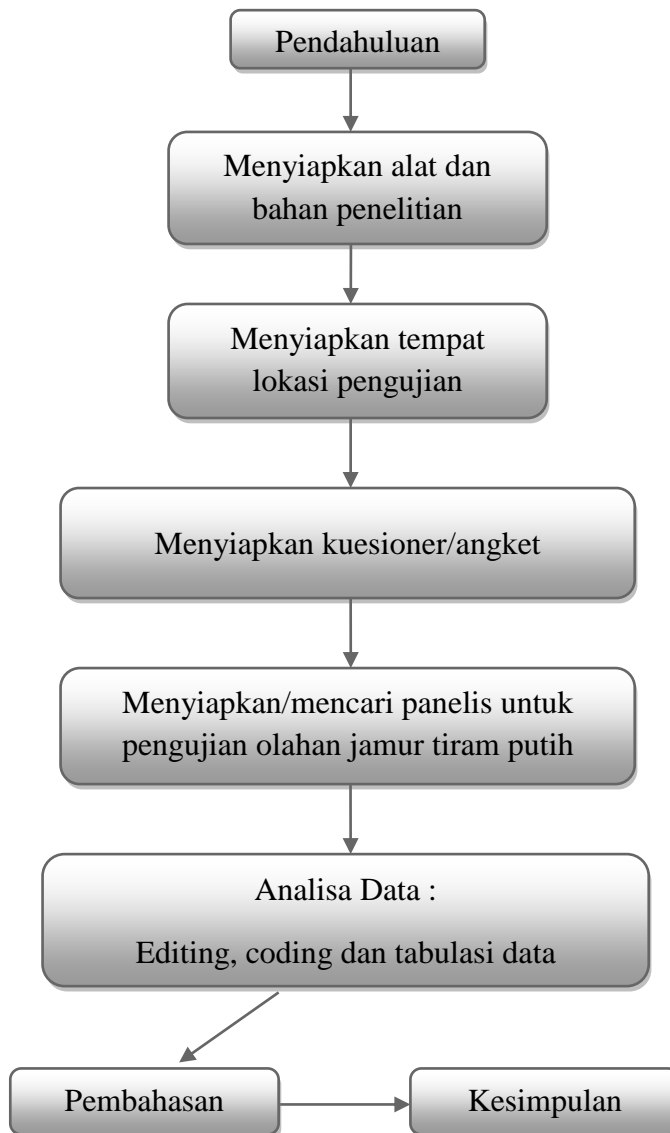 Pendahuluan
Menyiapkan alat dan
bahan penelitian
Menyiapkan tempat
lokasi pengujian
Menyiapkan kuesioner/angket
Menyiapkan/mencari panelis untuk
pengujian olahan jamur tiram putih
Analisa Data :
Editing, coding dan tabulasi data
Pembahasan
Kesimpulan